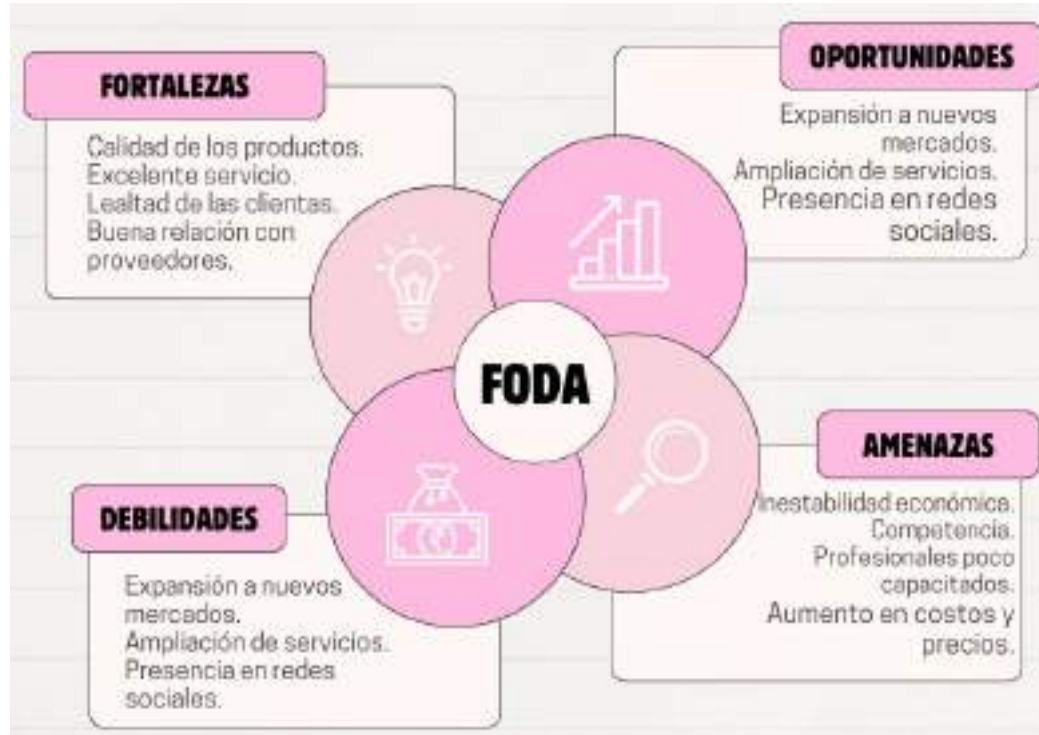 FORTALEZAS
Calidad de los productos.
Excelente servicio.
Lealtad de las clientas.
Buena relación con
proveedores.
OPORTUNIDADES
Expansión a nuevos
mercados.
Ampliación de servicios.
Presencia en redes
sociales.
FODA
DEBILIDADES
Expansión a nuevos
mercados.
Ampliación de servicios.
Presencia en redes
sociales.
AMENAZAS
Inestabilidad económica.
Competencia.
Profesionales poco
capacitados.
Aumento en costos y
precios.